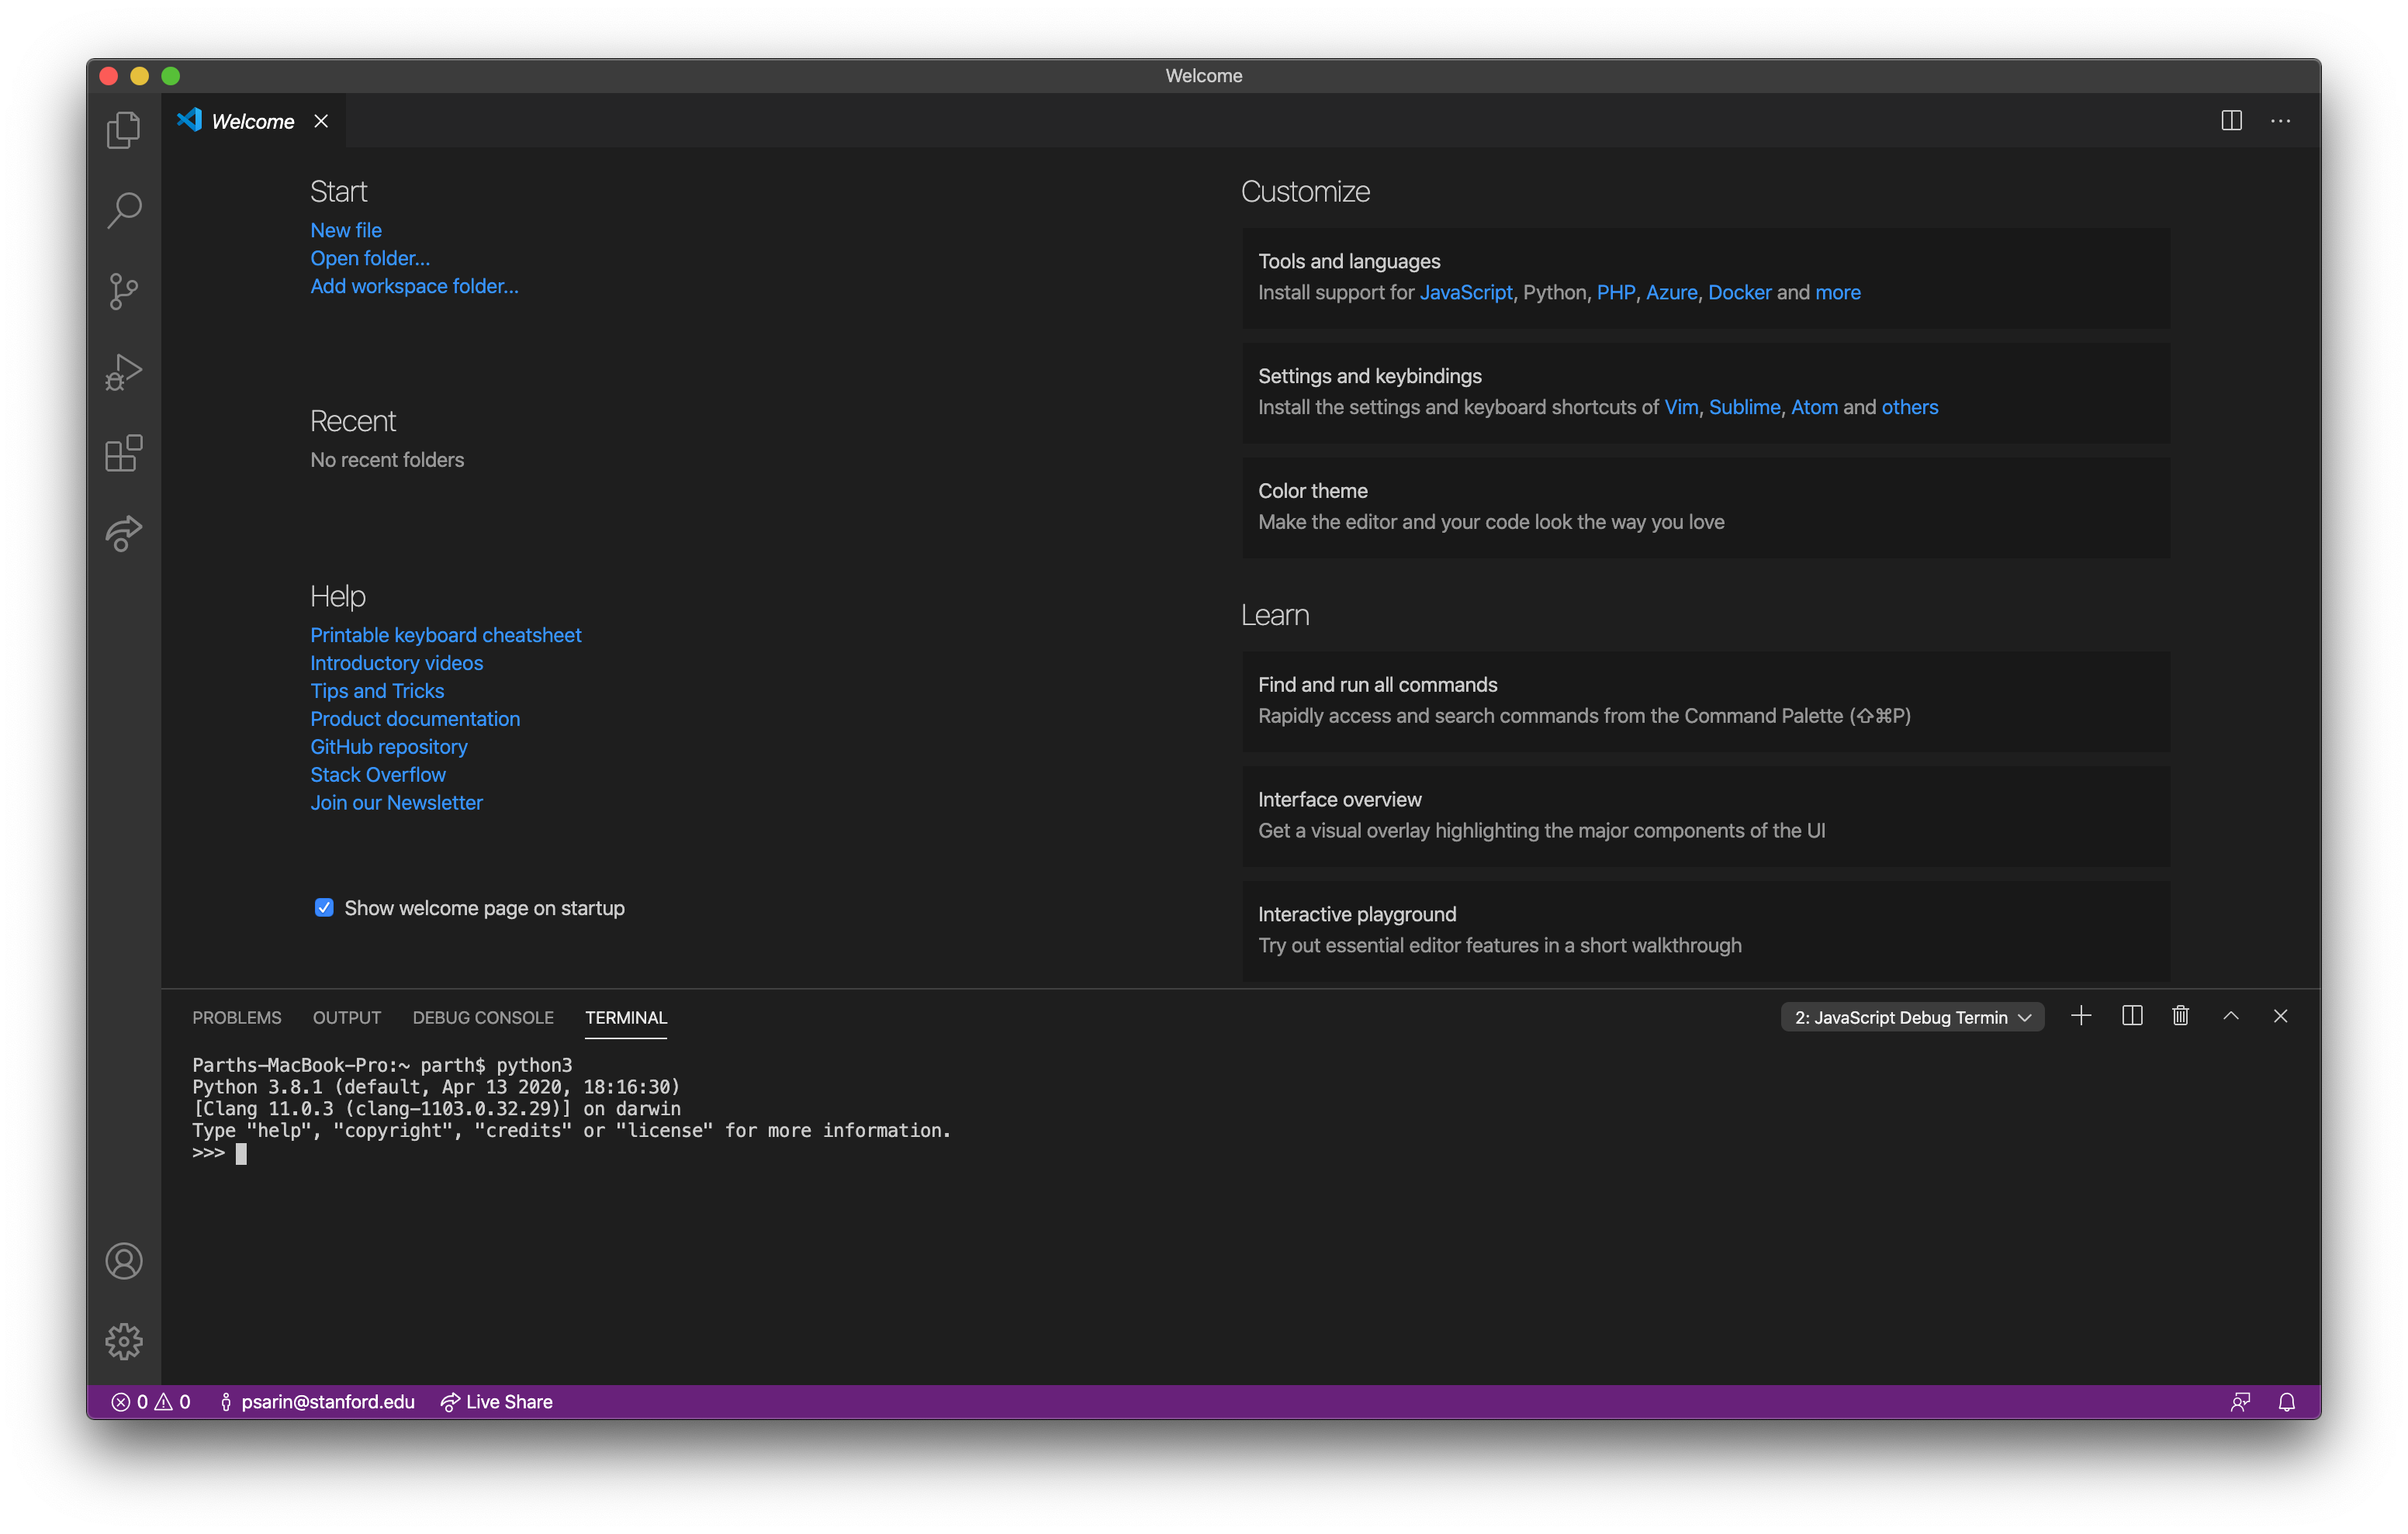 Welcome
Welcome
Start
New file
Open folder...
Add workspace folder...
Recent
No recent folders
Help
Printable keyboard cheatsheet
Introductory videos
Tips and Tricks
Product documentation
GitHub repository
Stack Overflow
Join our Newsletter
Show welcome page on startup
Customize
Tools and languages
Install support for JavaScript, Python, PHP, Azure, Docker and more
Settings and keybindings
Install the settings and keyboard shortcuts of Vim, Sublime, Atom and others
Color theme
Make the editor and your code look the way you love
Learn
Find and run all commands
Rapidly access and search commands from the Command Palette (⇧⌘P)
Interface overview
Get a visual overlay highlighting the major components of the UI
Interactive playground
Try out essential editor features in a short walkthrough
PROBLEMS OUTPUT DEBUG CONSOLE TERMINAL 2: JavaScript Debug Termin
Parths-MacBook-Pro:~ parth$ python3
Python 3.8.1 (default, Apr 13 2020, 18:16:30)
[Clang 11.0.3 (clang-1103.0.32.29)] on darwin
Type "help", "copyright", "credits" or "license" for more information.
>>>
0 0 psarin@stanford.edu Live Share